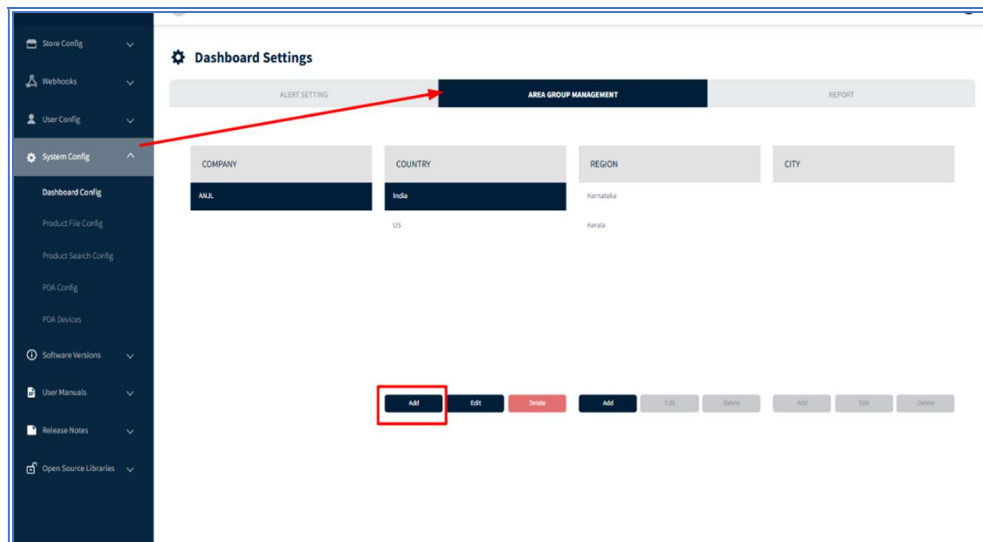 Store Config
Dashboard Settings
Webhooks
ALERT SETTING
AREA GROUP MANAGEMENT
REPORT
User Config
System Config
COMPANY
COUNTRY
REGION
CITY
Dashboard Config
ANJL
India
Karnataka
Product File Config
US
Kerala
Product Search Config
PDA Config
PDA Devices
Software Versions
User Manuals
Add
Edit
Delete
Add
Edit
Delete
Add
Edit
Delete
Release Notes
Open Source Libraries